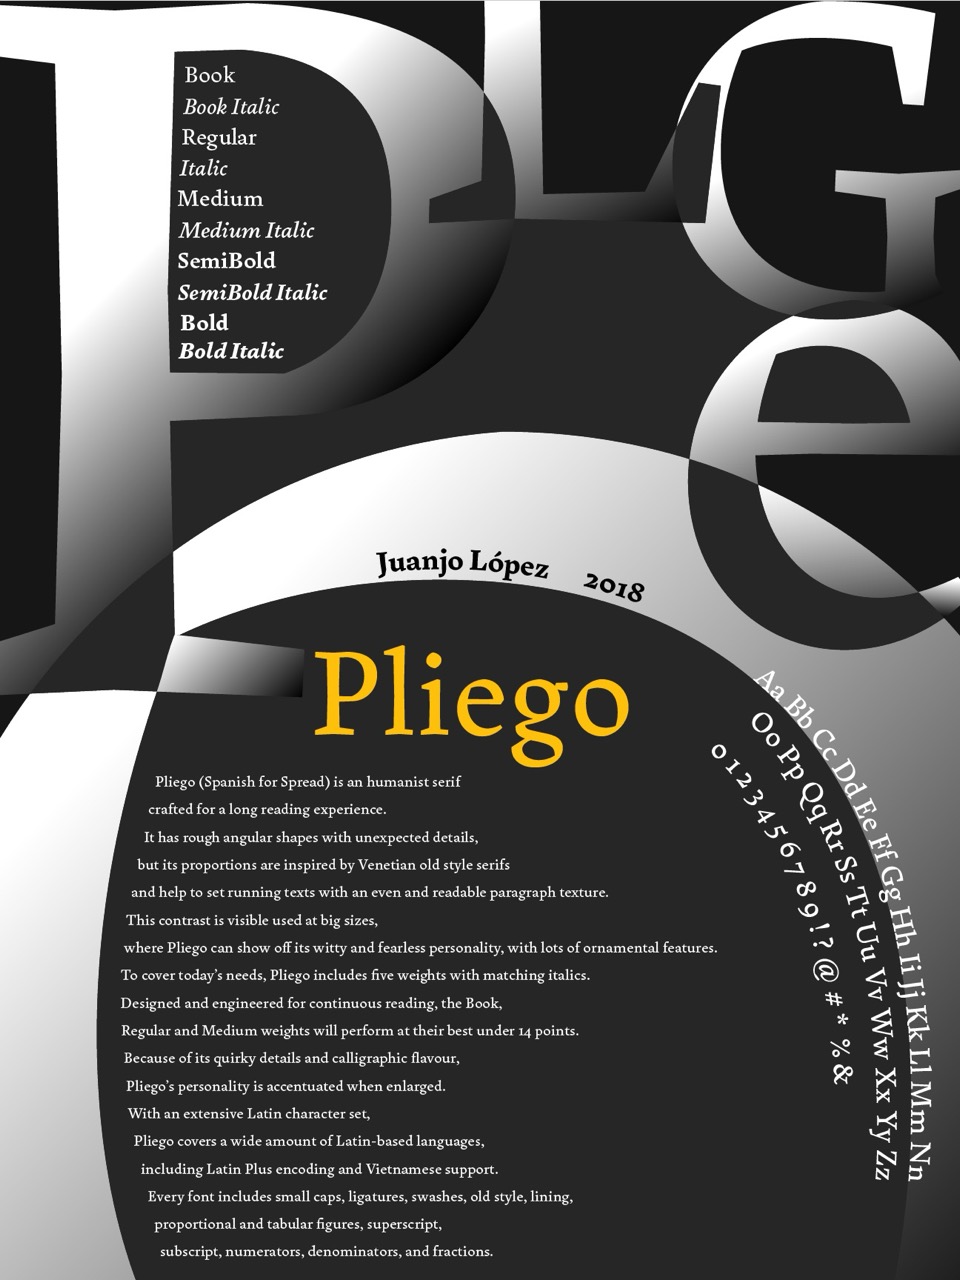 P L G
Book
Book Italic
Regular
Italic
Medium
Medium Italic
SemiBold
SemiBold Italic
Bold
Bold Italic
e
Juanjo López 2018
Pliego
Pliego (Spanish for Spread) is an humanist serif
crafted for a long reading experience.
It has rough angular shapes with unexpected details,
but its proportions are inspired by Venetian old style serifs
and help to set running texts with an even and readable paragraph texture.
This contrast is visible used at big sizes,
where Pliego can show off its witty and fearless personality, with lots of ornamental features.
To cover today’s needs, Pliego includes five weights with matching italics.
Designed and engineered for continuous reading, the Book,
Regular and Medium weights will perform at their best under 14 points.
Because of its quirky details and calligraphic flavour,
Pliego’s personality is accentuated when enlarged.
With an extensive Latin character set,
Pliego covers a wide amount of Latin-based languages,
including Latin Plus encoding and Vietnamese support.
Every font includes small caps, ligatures, swashes, old style, lining,
proportional and tabular figures, superscript,
subscript, numerators, denominators, and fractions.
Aa Bb Cc Dd Ee Ff Gg Hh Ii Jj Kk Ll Mm Nn
Oo Pp Qq Rr Ss Tt Uu Vv Ww Xx Yy Zz
0123456789!?@#*%&